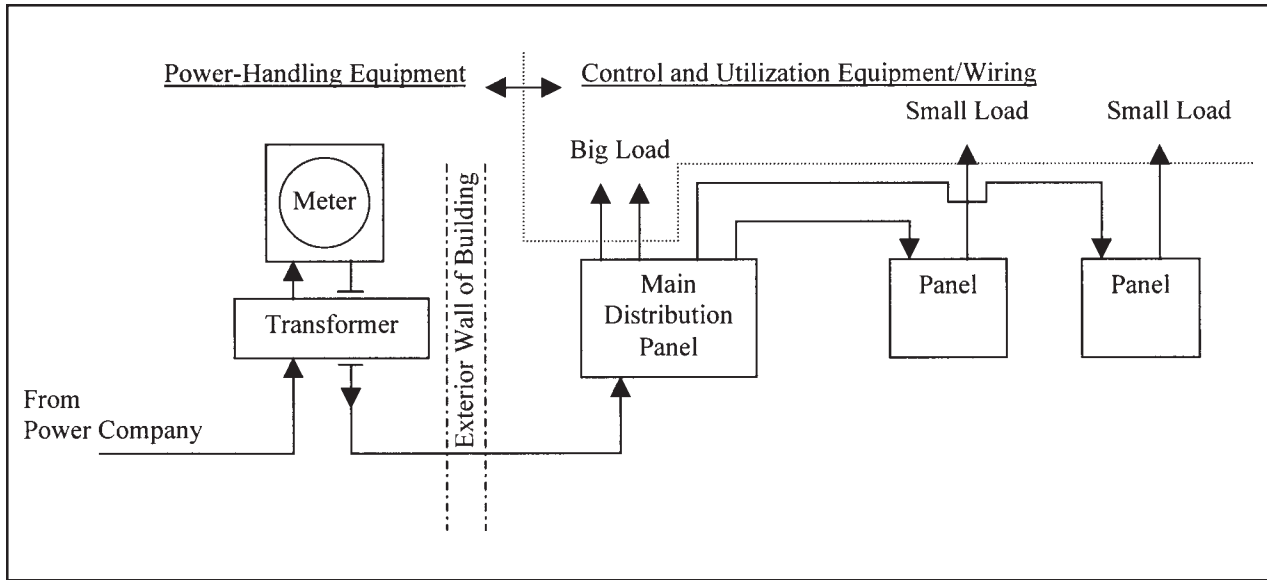 Power-Handling Equipment
Control and Utilization Equipment/Wiring
Small Load
Small Load
Big Load
Meter
Exterior Wall of Building
Transformer
Main
Distribution
Panel
Panel
Panel
From
Power Company